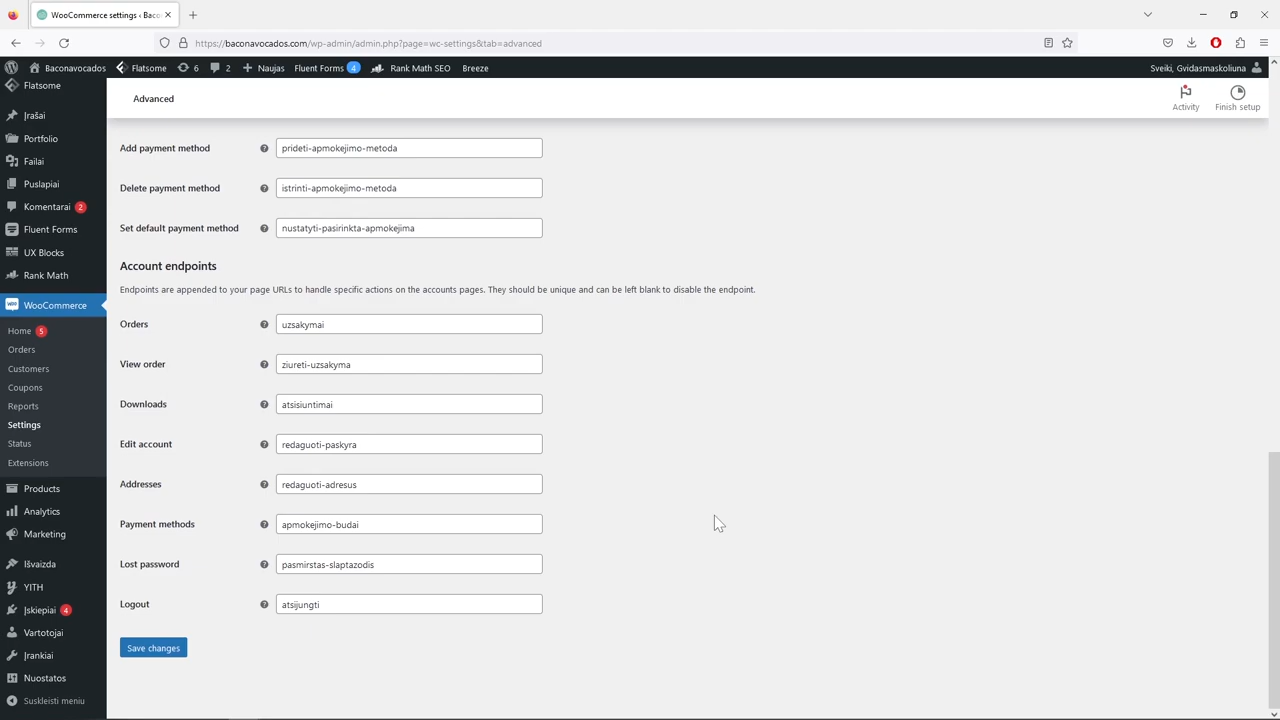 WooCommerce settings ‹ Baco
https://baconavocados.com/wp-admin/admin.php?page=wc-settings&tab=advanced
Baconavocados
Flatsome
6
2
Naujas
Fluent Forms 4
Rank Math SEO
Breeze
Sveiki, Gvidasmaskoliuna
Flatsome
Įrašai
Portfolio
Failai
Puslapiai
Komentarai 2
Fluent Forms
UX Blocks
Rank Math
WooCommerce
Home 5
Orders
Customers
Coupons
Reports
Settings
Status
Extensions
Products
Analytics
Marketing
Išvaizda
YITH
Įskiepiai 4
Vartotojai
Įrankiai
Nuostatos
Suskleisti meniu
Advanced
Activity
Finish setup
Add payment method prideti-apmokejimo-metoda
Delete payment method istrinti-apmokejimo-metoda
Set default payment method nustatyti-pasirinkta-apmokejima
Account endpoints
Endpoints are appended to your page URLs to handle specific actions on the accounts pages. They should be unique and can be left blank to disable the endpoint.
Orders uzsakymai
View order ziureti-uzsakyma
Downloads atsisiuntimai
Edit account redaguoti-paskyra
Addresses redaguoti-adresus
Payment methods apmokejimo-budai
Lost password pasmirstas-slaptazodis
Logout atsijungti
Save changes